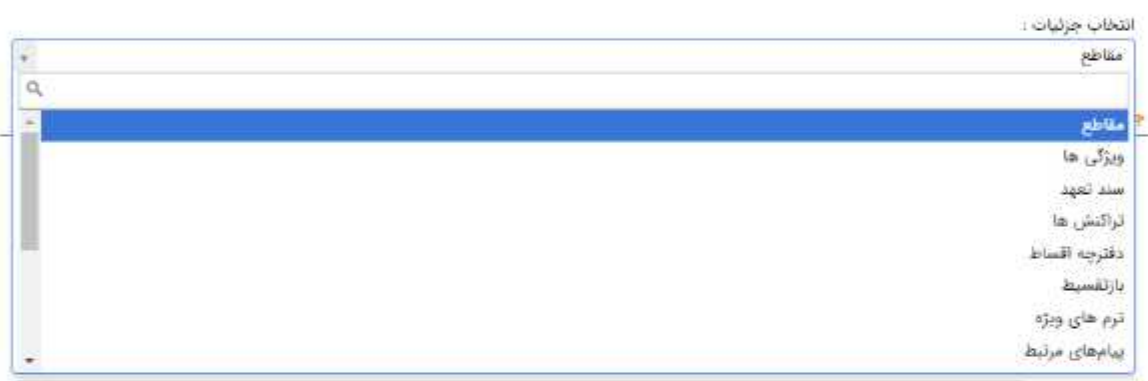 انتخاب جزئیات :
مقاطع
مقاطع
ویژگی ها
سند تعهد
تراکنش ها
دفترچه اقساط
بازتقسیط
ترم های ویژه
پیام‌های مرتبط